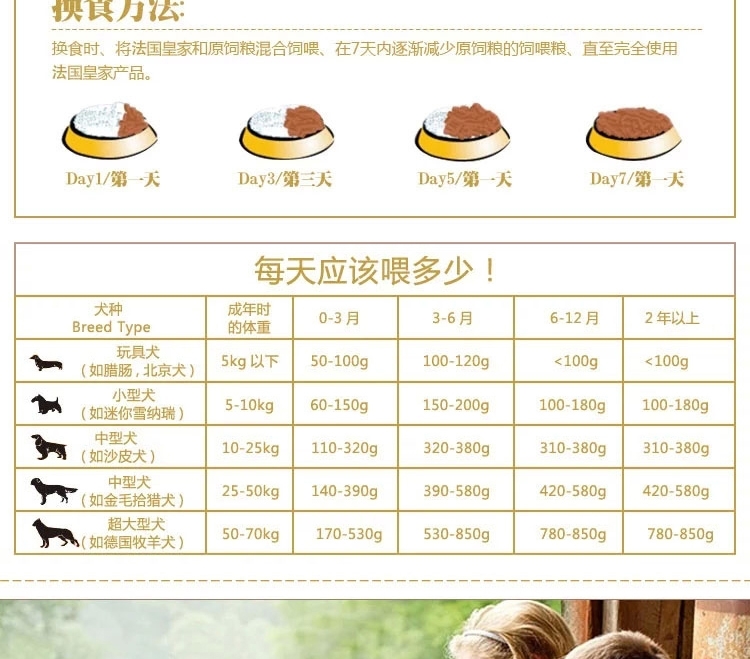 换食方法:
换食时、将法国皇家和原饲粮混合饲喂、在7天内逐渐减少原饲粮的饲喂粮、直至完全使用
法国皇家产品。
Day1/第一天 Day3/第三天 Day5/第一天 Day7/第一天
每天应该喂多少！
犬种
Breed Type
成年时
的体重
0-3 月 3-6 月 6-12 月 2 年以上
玩具犬
（如腊肠，北京犬）
5kg 以下 50-100g 100-120g <100g <100g
小型犬
（如迷你雪纳瑞）
5-10kg 60-150g 150-200g 100-180g 100-180g
中型犬
（如沙皮犬）
10-25kg 110-320g 320-380g 310-380g 310-380g
中型犬
（如金毛拾猎犬）
25-50kg 140-390g 390-580g 420-580g 420-580g
超大型犬
（如德国牧羊犬）
50-70kg 170-530g 530-850g 780-850g 780-850g